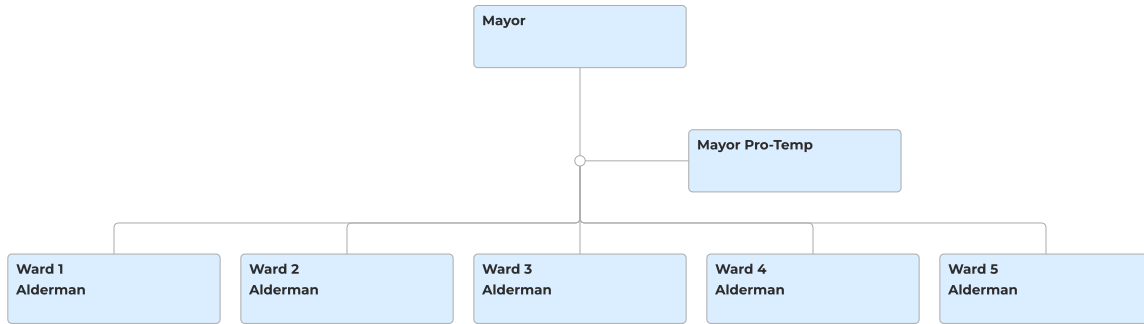 Mayor
Mayor Pro-Temp
Ward 1
Alderman
Ward 2
Alderman
Ward 3
Alderman
Ward 4
Alderman
Ward 5
Alderman